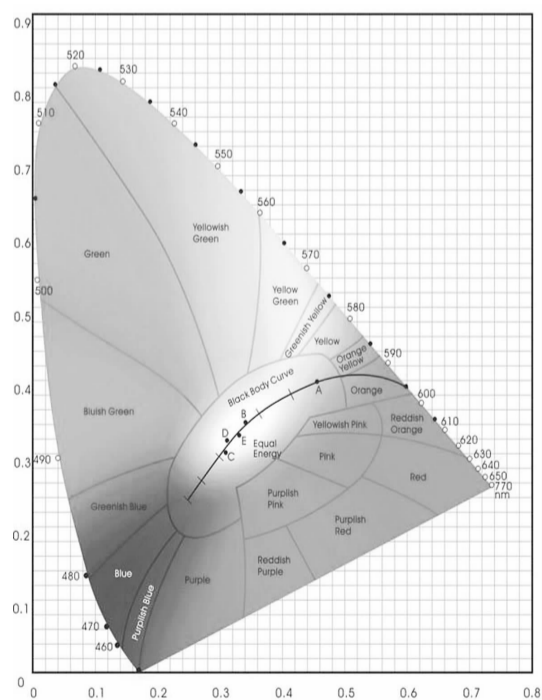 0.9
520
530
0.8
510
540
550
0.7
560
Yellowish
Green
0.6
Green
570
Yellow
Green
500
580
0.5
Greenish Yellow
Yellow
Orange
Yellow
590
Black Body Curve
0.4
A
Orange
600
Bluish Green
B
Yellowish Pink
Reddish
Orange
610
D
E
Equal
Energy
620
0.3
490
C
Pink
630
640
Red
650
770
nm
Greenish Blue
Purplish
Pink
0.2
Purplish
Red
480
Blue
Purple
Reddish
Purple
Purplish Blue
0.1
470
460
0
0.1
0.2
0.3
0.4
0.5
0.6
0.7
0.8